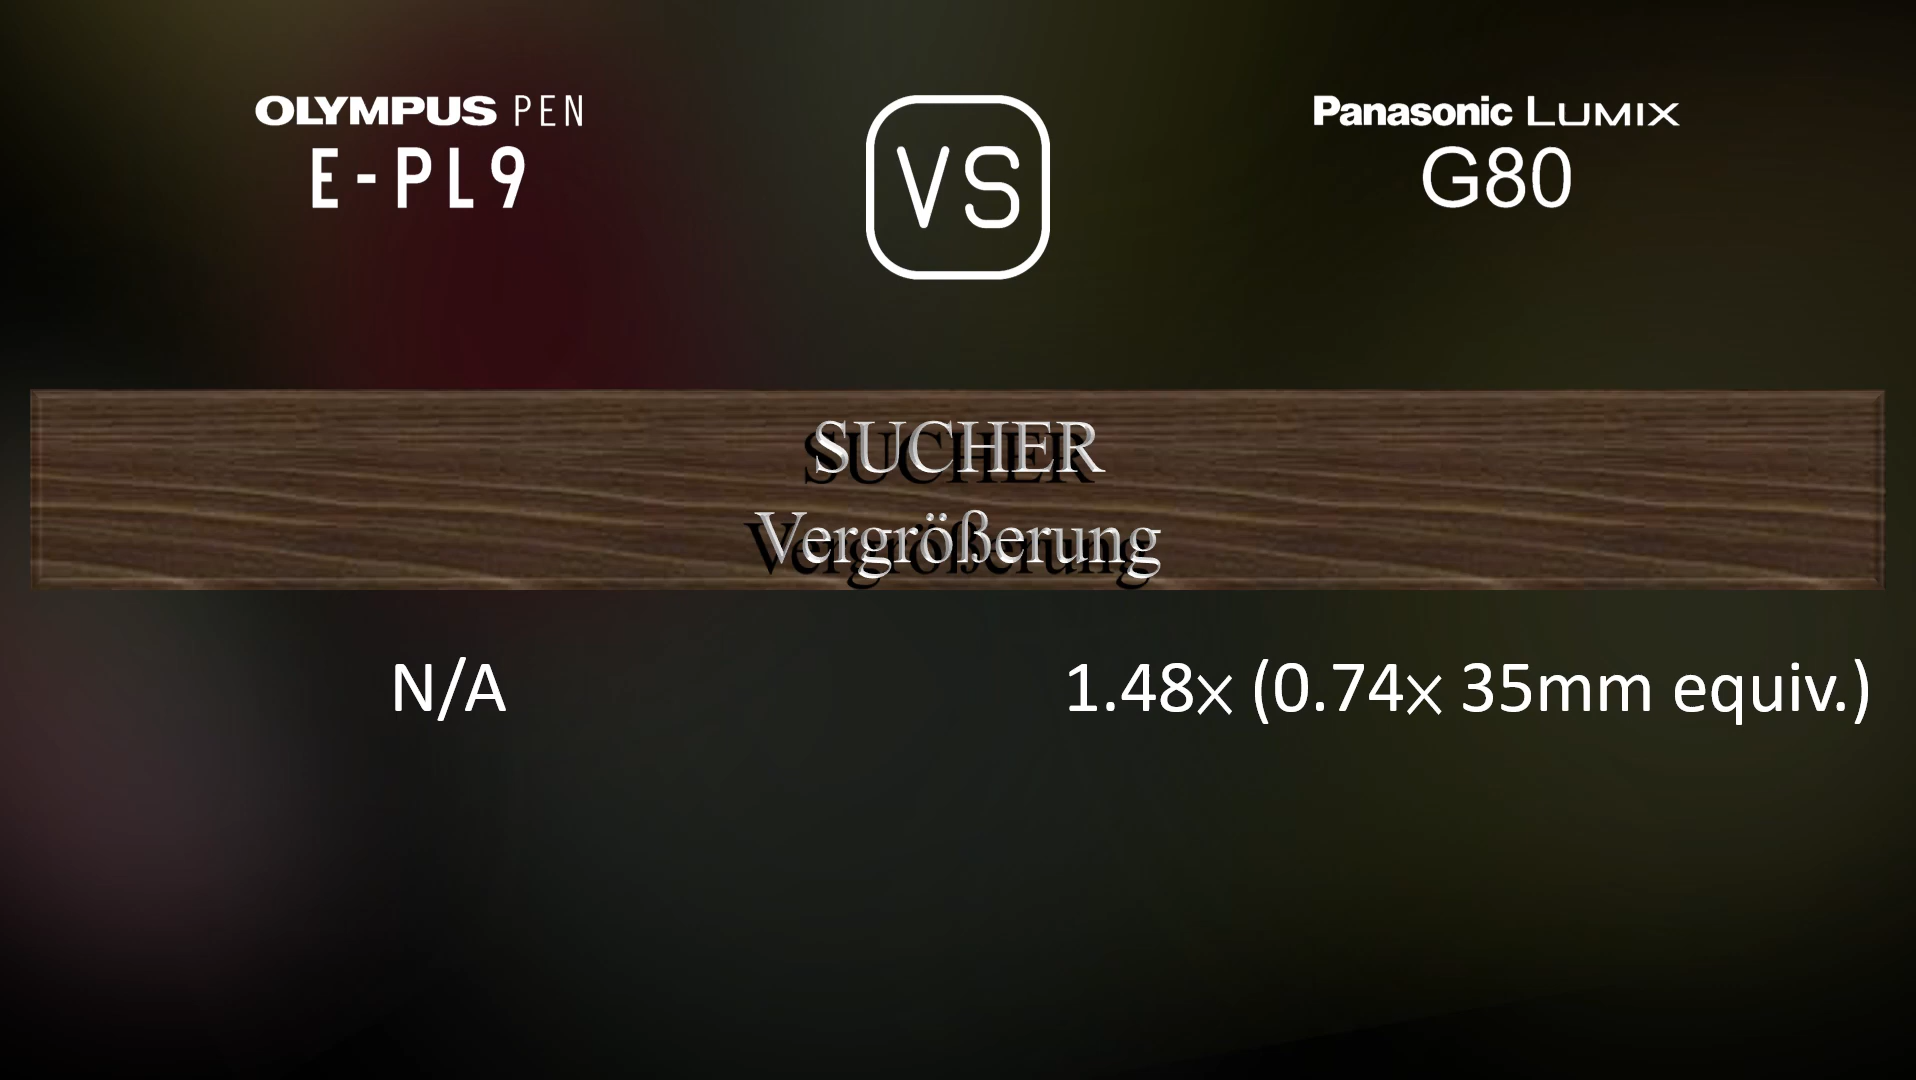 OLYMPUS PEN
E-PL9
VS
Panasonic LUMIX
G80
SUCHER
Vergrößerung
N/A
1.48x (0.74x 35mm equiv.)